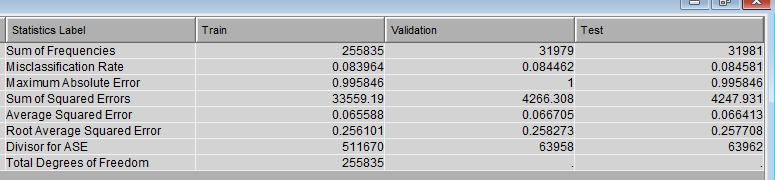 Statistics Label Train Validation Test
Sum of Frequencies 255835 31979 31981
Misclassification Rate 0.083964 0.084462 0.084581
Maximum Absolute Error 0.995846 1 0.995846
Sum of Squared Errors 33559.19 4266.308 4247.931
Average Squared Error 0.065588 0.066705 0.066413
Root Average Squared Error 0.256101 0.258273 0.257708
Divisor for ASE 511670 63958 63962
Total Degrees of Freedom 255835 . .